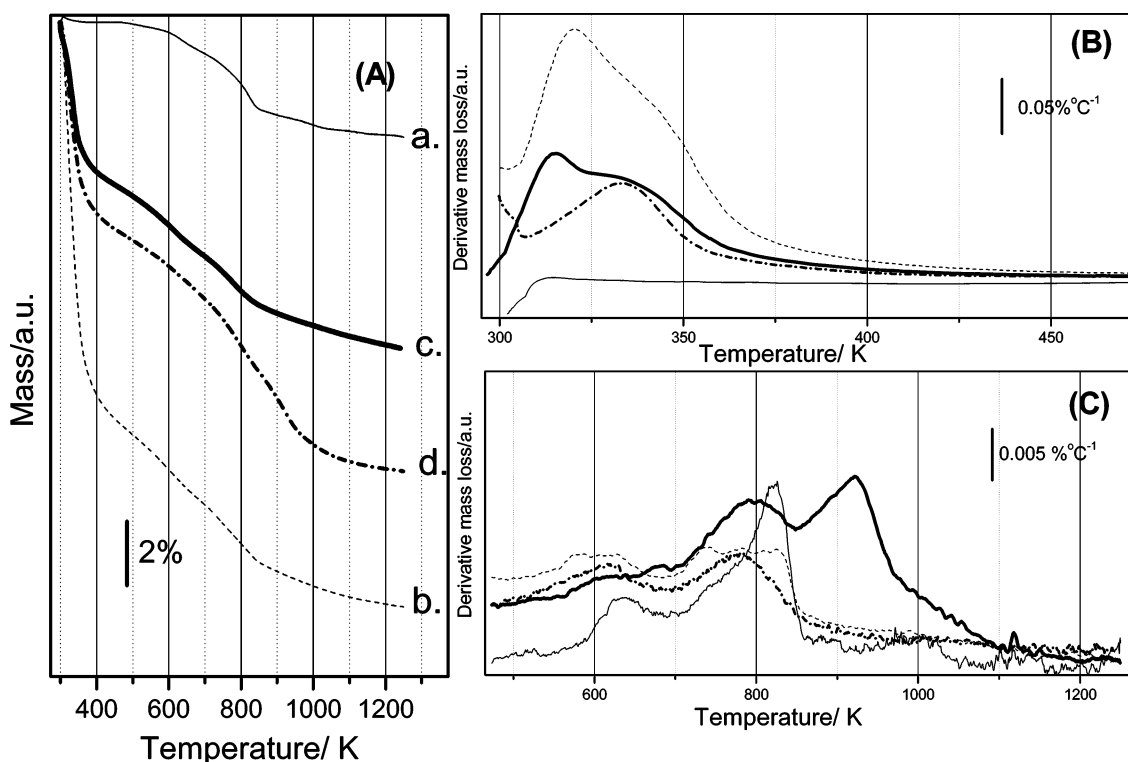 (A)
a.
c.
d.
b.
2%
Mass/a.u.
400 600 800 1000 1200
Temperature/ K
(B)
0.05%°C-1
Derivative mass loss/a.u.
300 350 400 450
Temperature/ K
(C)
0.005 %°C-1
Derivative mass loss/a.u.
600 800 1000 1200
Temperature/ K